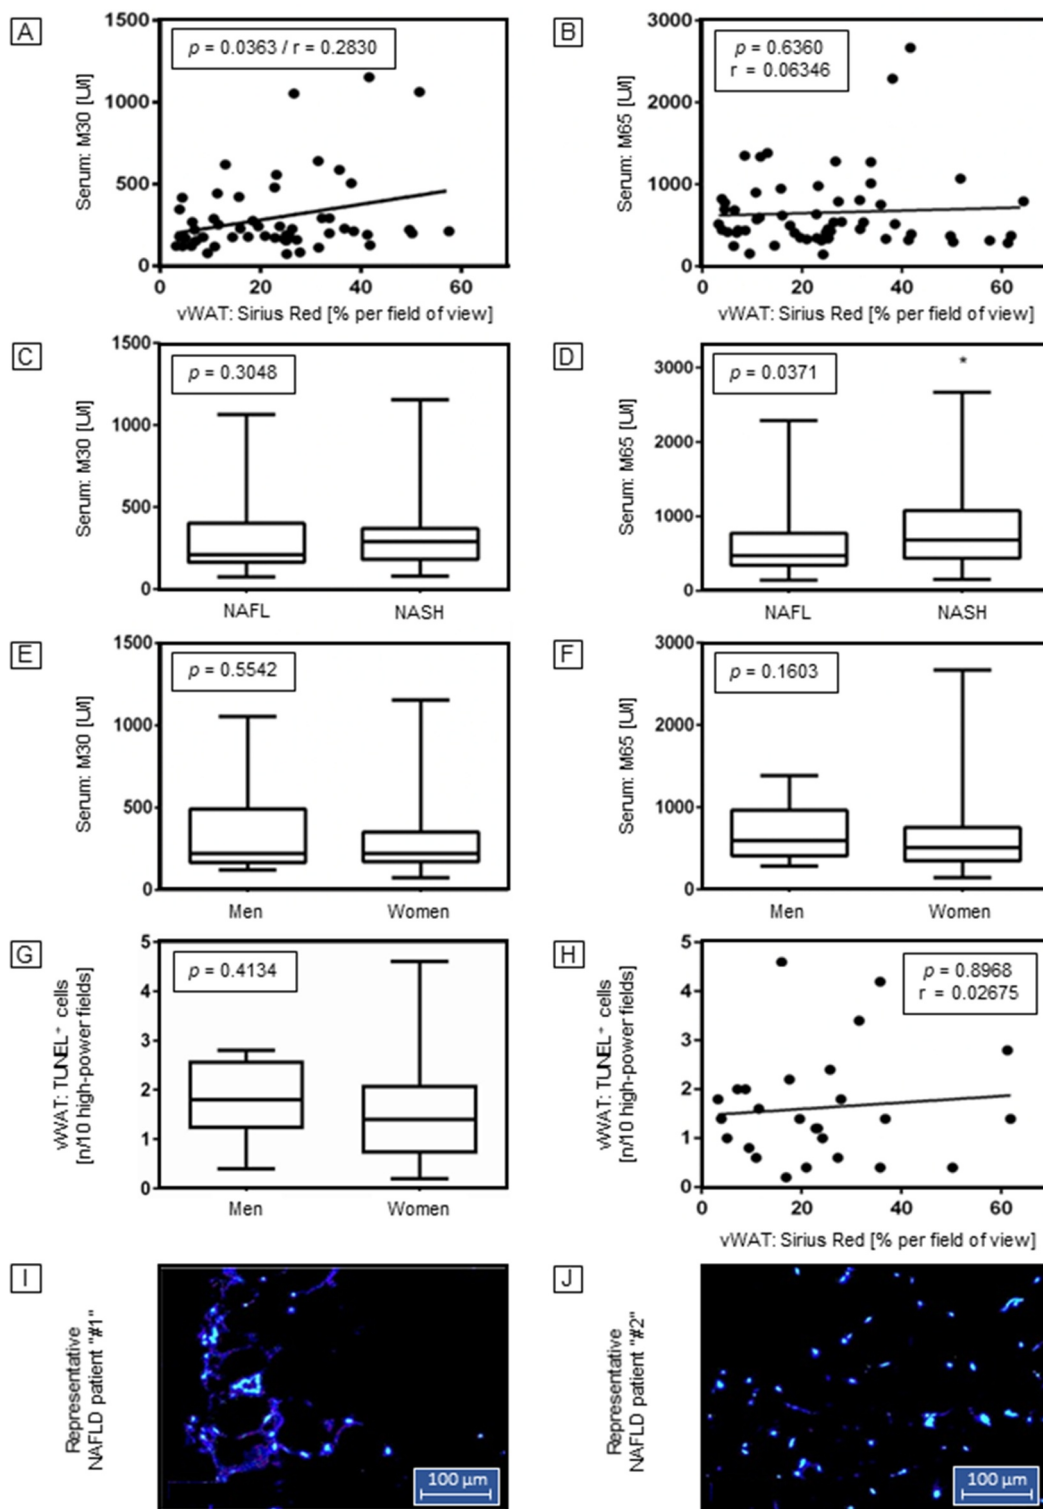 A
1500
1000
500
0
Serum: M30 [U/l]
p = 0.0363 / r = 0.2830
0 20 40 60
vWAT: Sirius Red [% per field of view]
B
3000
2000
1000
0
Serum: M65 [U/l]
p = 0.6360
r = 0.06346
0 20 40 60
vWAT: Sirius Red [% per field of view]
C
1500
1000
500
0
Serum: M30 [U/l]
p = 0.3048
NAFL NASH
D
3000
2000
1000
0
Serum: M65 [U/l]
p = 0.0371
*
NAFL NASH
E
1500
1000
500
0
Serum: M30 [U/l]
p = 0.5542
Men Women
F
3000
2000
1000
0
Serum: M65 [U/l]
p = 0.1603
Men Women
G
5
4
3
2
1
0
vWAT: TUNEL+ cells
[n/10 high-power fields]
p = 0.4134
Men Women
H
5
4
3
2
1
0
vWAT: TUNEL+ cells
[n/10 high-power fields]
p = 0.8968
r = 0.02675
0 20 40 60
vWAT: Sirius Red [% per field of view]
I
Representative
NAFLD patient "#1"
100 µm
J
Representative
NAFLD patient "#2"
100 µm